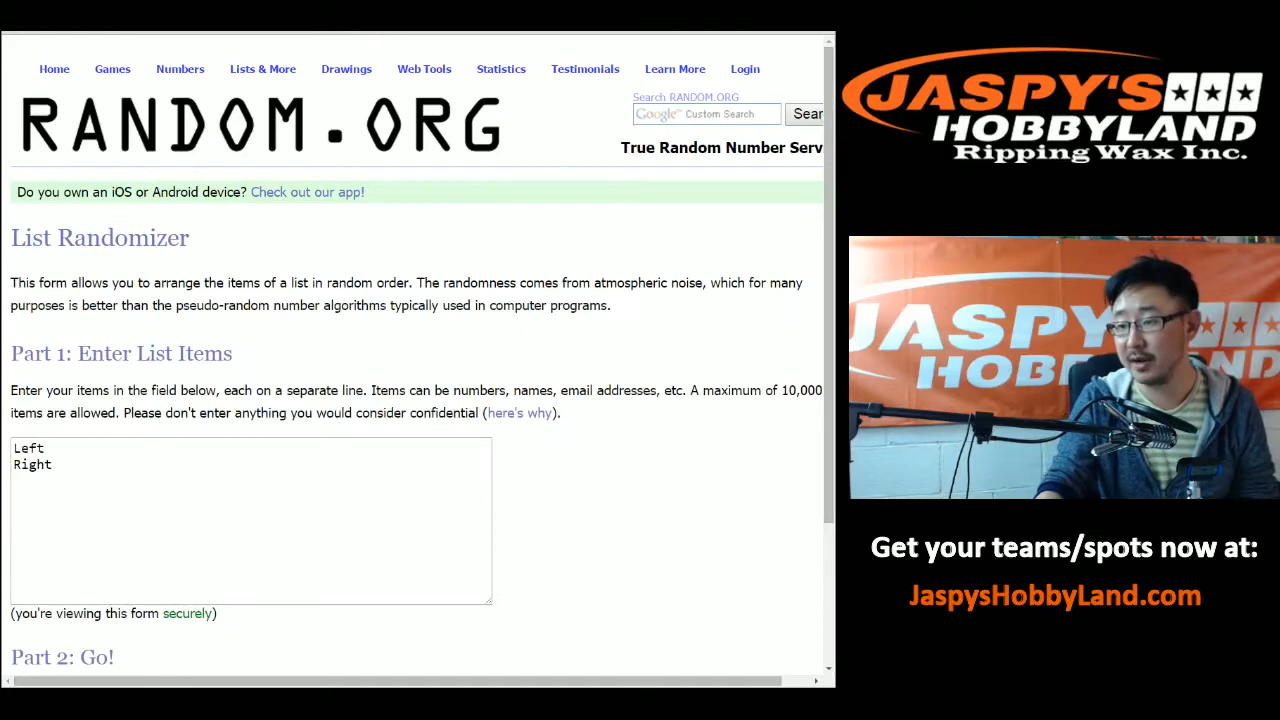 Home Games Numbers Lists & More Drawings Web Tools Statistics Testimonials Learn More Login
RANDOM.ORG
Search RANDOM.ORG
Google™ Custom Search
Sear
True Random Number Serv
Do you own an iOS or Android device? Check out our app!
List Randomizer
This form allows you to arrange the items of a list in random order. The randomness comes from atmospheric noise, which for many
purposes is better than the pseudo-random number algorithms typically used in computer programs.
Part 1: Enter List Items
Enter your items in the field below, each on a separate line. Items can be numbers, names, email addresses, etc. A maximum of 10,000
items are allowed. Please don't enter anything you would consider confidential (here's why).
Left
Right
(you're viewing this form securely)
Part 2: Go!
JASPY'S
HOBBYLAND
Ripping Wax Inc.
JASPY
HOB
Get your teams/spots now at:
JaspysHobbyLand.com